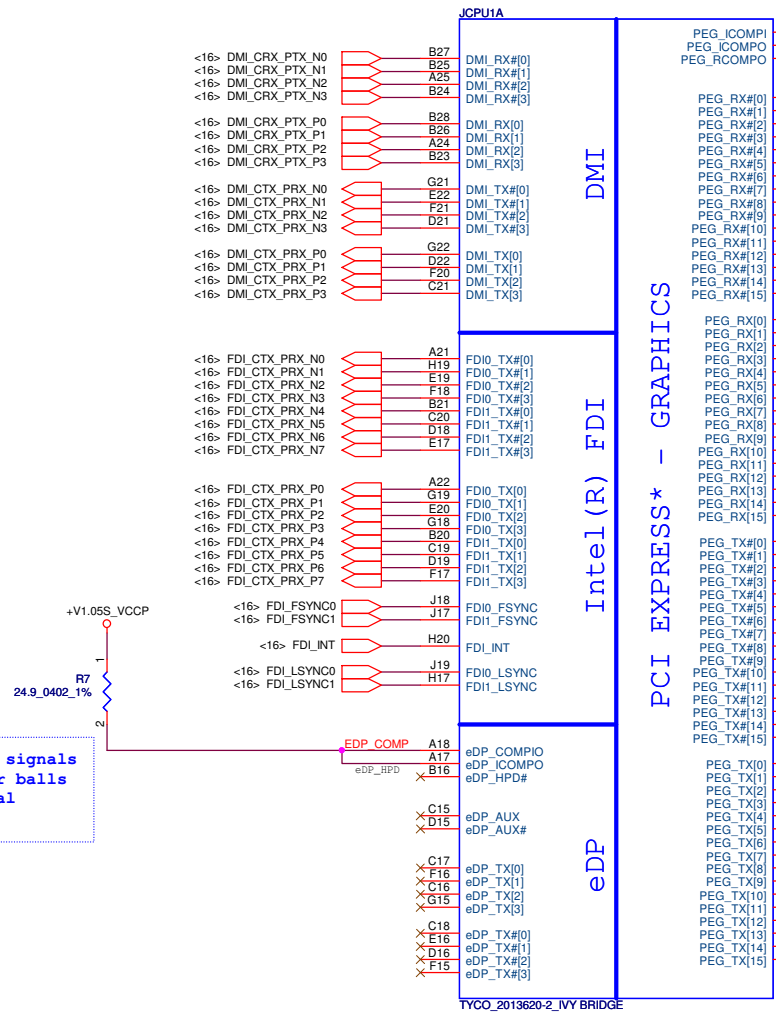 JCPU1A
<16> DMI_CRX_PTX_N0 B27 DMI_RX#[0]
<16> DMI_CRX_PTX_N1 B25 DMI_RX#[1]
<16> DMI_CRX_PTX_N2 A25 DMI_RX#[2]
<16> DMI_CRX_PTX_N3 B24 DMI_RX#[3]
<16> DMI_CRX_PTX_P0 B28 DMI_RX[0]
<16> DMI_CRX_PTX_P1 B26 DMI_RX[1]
<16> DMI_CRX_PTX_P2 A24 DMI_RX[2]
<16> DMI_CRX_PTX_P3 B23 DMI_RX[3]
<16> DMI_CTX_PRX_N0 G21 DMI_TX#[0]
<16> DMI_CTX_PRX_N1 E22 DMI_TX#[1]
<16> DMI_CTX_PRX_N2 F21 DMI_TX#[2]
<16> DMI_CTX_PRX_N3 D21 DMI_TX#[3]
<16> DMI_CTX_PRX_P0 G22 DMI_TX[0]
<16> DMI_CTX_PRX_P1 D22 DMI_TX[1]
<16> DMI_CTX_PRX_P2 F20 DMI_TX[2]
<16> DMI_CTX_PRX_P3 C21 DMI_TX[3]
DMI
<16> FDI_CTX_PRX_N0 A21 FDI0_TX#[0]
<16> FDI_CTX_PRX_N1 H19 FDI0_TX#[1]
<16> FDI_CTX_PRX_N2 E19 FDI0_TX#[2]
<16> FDI_CTX_PRX_N3 F18 FDI0_TX#[3]
<16> FDI_CTX_PRX_N4 B21 FDI1_TX#[0]
<16> FDI_CTX_PRX_N5 C20 FDI1_TX#[1]
<16> FDI_CTX_PRX_N6 D18 FDI1_TX#[2]
<16> FDI_CTX_PRX_N7 E17 FDI1_TX#[3]
<16> FDI_CTX_PRX_P0 A22 FDI0_TX[0]
<16> FDI_CTX_PRX_P1 G19 FDI0_TX[1]
<16> FDI_CTX_PRX_P2 E20 FDI0_TX[2]
<16> FDI_CTX_PRX_P3 G18 FDI0_TX[3]
<16> FDI_CTX_PRX_P4 B20 FDI1_TX[0]
<16> FDI_CTX_PRX_P5 C19 FDI1_TX[1]
<16> FDI_CTX_PRX_P6 D19 FDI1_TX[2]
<16> FDI_CTX_PRX_P7 F17 FDI1_TX[3]
<16> FDI_FSYNC0 J18 FDI0_FSYNC
<16> FDI_FSYNC1 J17 FDI1_FSYNC
<16> FDI_INT H20 FDI_INT
<16> FDI_LSYNC0 J19 FDI0_LSYNC
<16> FDI_LSYNC1 H17 FDI1_LSYNC
Intel(R) FDI
+V1.05S_VCCP
1
R7
24.9_0402_1%
2
signals
balls
EDP_COMP A18 eDP_COMPIO
A17 eDP_ICOMPO
eDP_HPD B16 eDP_HPD#
C15 eDP_AUX
D15 eDP_AUX#
C17 eDP_TX[0]
F16 eDP_TX[1]
C16 eDP_TX[2]
G15 eDP_TX[3]
C18 eDP_TX#[0]
E16 eDP_TX#[1]
D16 eDP_TX#[2]
F15 eDP_TX#[3]
eDP
PCI EXPRESS* - GRAPHICS
PEG_ICOMPI
PEG_ICOMPO
PEG_RCOMPO
PEG_RX#[0]
PEG_RX#[1]
PEG_RX#[2]
PEG_RX#[3]
PEG_RX#[4]
PEG_RX#[5]
PEG_RX#[6]
PEG_RX#[7]
PEG_RX#[8]
PEG_RX#[9]
PEG_RX#[10]
PEG_RX#[11]
PEG_RX#[12]
PEG_RX#[13]
PEG_RX#[14]
PEG_RX#[15]
PEG_RX[0]
PEG_RX[1]
PEG_RX[2]
PEG_RX[3]
PEG_RX[4]
PEG_RX[5]
PEG_RX[6]
PEG_RX[7]
PEG_RX[8]
PEG_RX[9]
PEG_RX[10]
PEG_RX[11]
PEG_RX[12]
PEG_RX[13]
PEG_RX[14]
PEG_RX[15]
PEG_TX#[0]
PEG_TX#[1]
PEG_TX#[2]
PEG_TX#[3]
PEG_TX#[4]
PEG_TX#[5]
PEG_TX#[6]
PEG_TX#[7]
PEG_TX#[8]
PEG_TX#[9]
PEG_TX#[10]
PEG_TX#[11]
PEG_TX#[12]
PEG_TX#[13]
PEG_TX#[14]
PEG_TX#[15]
PEG_TX[0]
PEG_TX[1]
PEG_TX[2]
PEG_TX[3]
PEG_TX[4]
PEG_TX[5]
PEG_TX[6]
PEG_TX[7]
PEG_TX[8]
PEG_TX[9]
PEG_TX[10]
PEG_TX[11]
PEG_TX[12]
PEG_TX[13]
PEG_TX[14]
PEG_TX[15]
TYCO_2013620-2_IVY BRIDGE